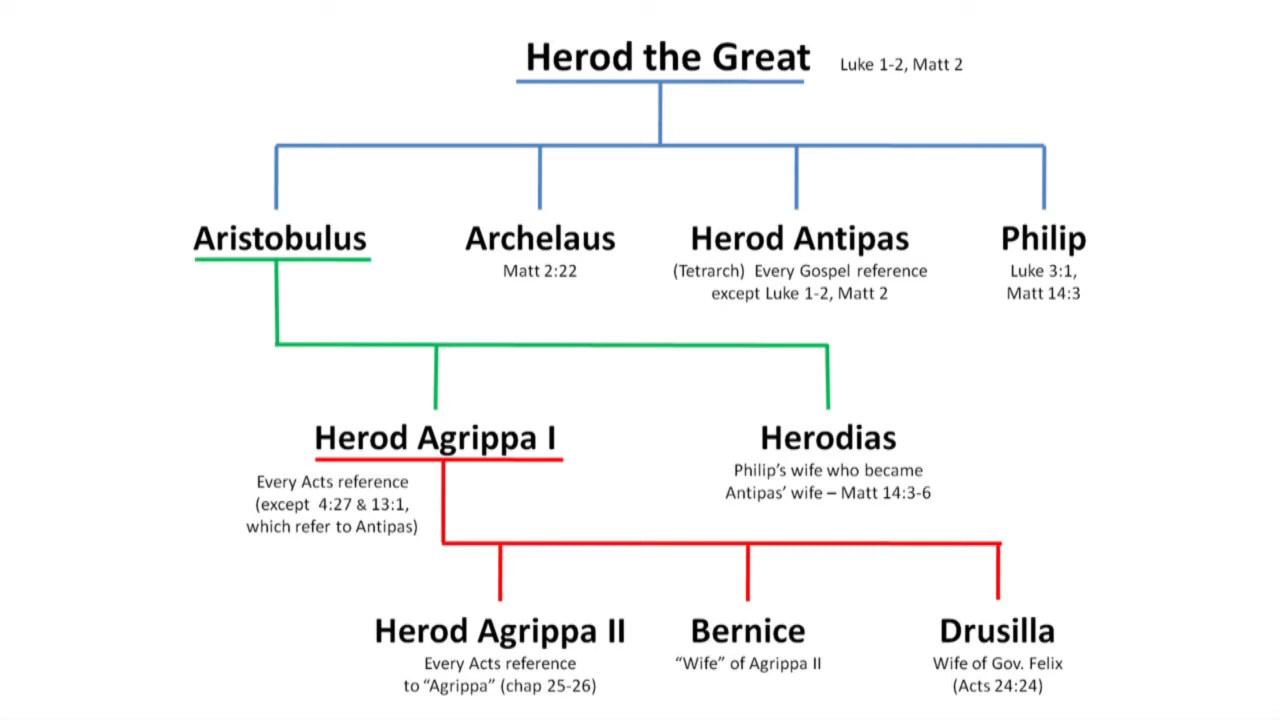 Herod the Great
Luke 1-2, Matt 2
Aristobulus
Archelaus
Matt 2:22
Herod Antipas
(Tetrarch) Every Gospel reference
except Luke 1-2, Matt 2
Philip
Luke 3:1,
Matt 14:3
Herod Agrippa I
Every Acts reference
(except 4:27 & 13:1,
which refer to Antipas)
Herodias
Philip's wife who became
Antipas' wife – Matt 14:3-6
Herod Agrippa II
Every Acts reference
to “Agrippa” (chap 25-26)
Bernice
“Wife” of Agrippa II
Drusilla
Wife of Gov. Felix
(Acts 24:24)